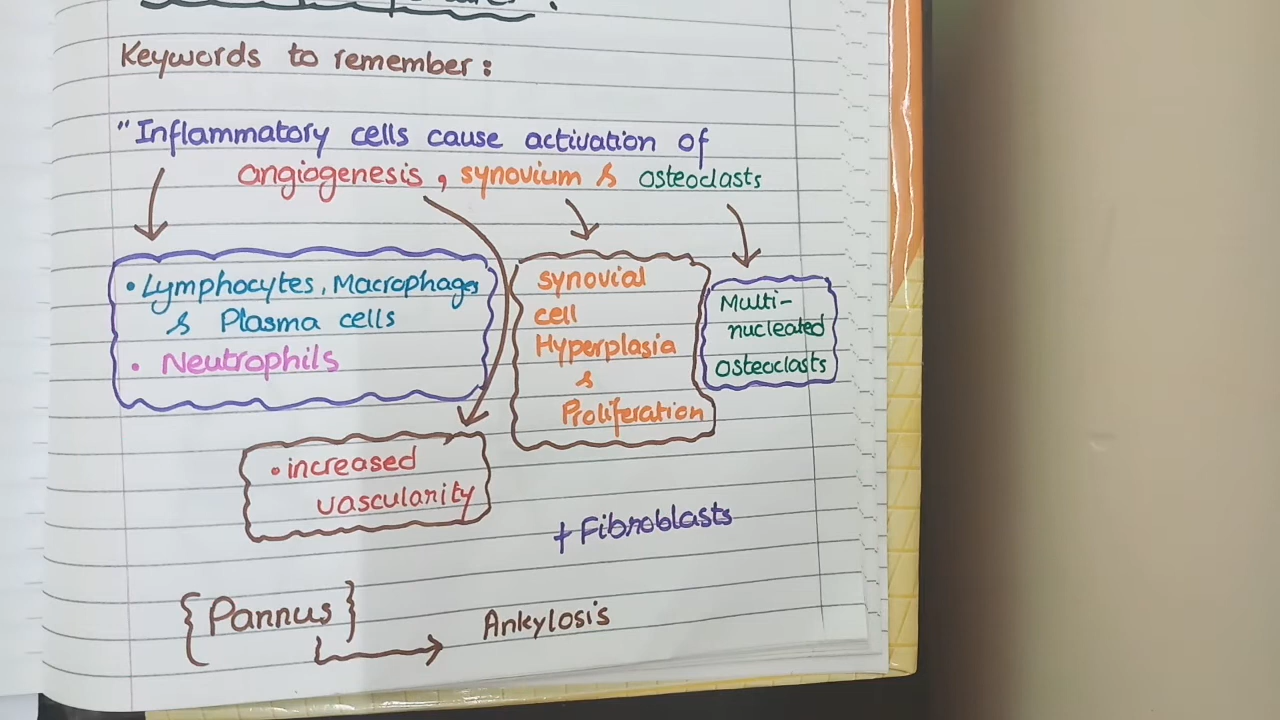 Keywords to remember :
"Inflammatory cells cause activation of
angiogenesis, synovium & osteoclasts
• Lymphocytes, Macrophages
& Plasma cells
• Neutrophils
synovial
cell
Hyperplasia
&
Proliferation
Multi-
nucleated
osteoclasts
• increased
vascularity
+ Fibroblasts
{Pannus}
Ankylosis